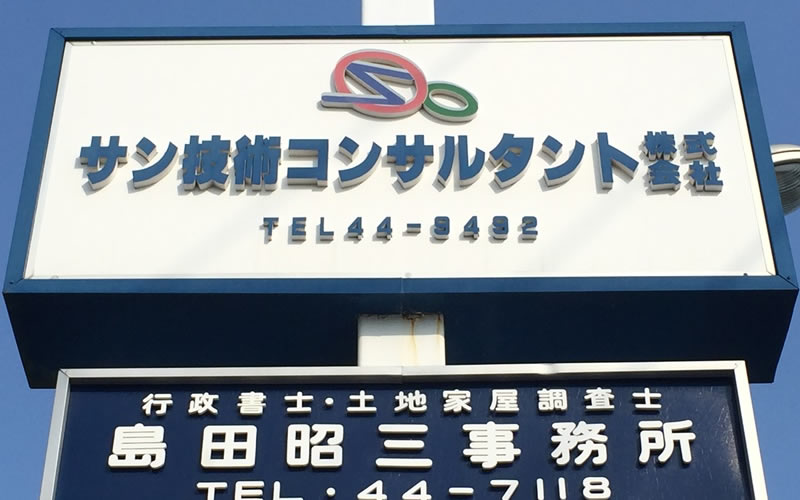 サン技術コンサルタント株式会社
TEL44-3432
行政書士・土地家屋調査士
島田昭三事務所
TEL・44-7118